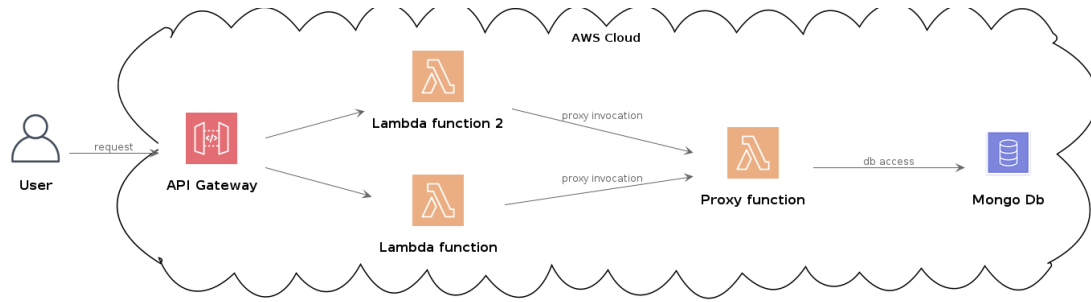 AWS Cloud
Lambda function 2
proxy invocation
request
User
API Gateway
proxy invocation
Proxy function
db access
Mongo Db
Lambda function